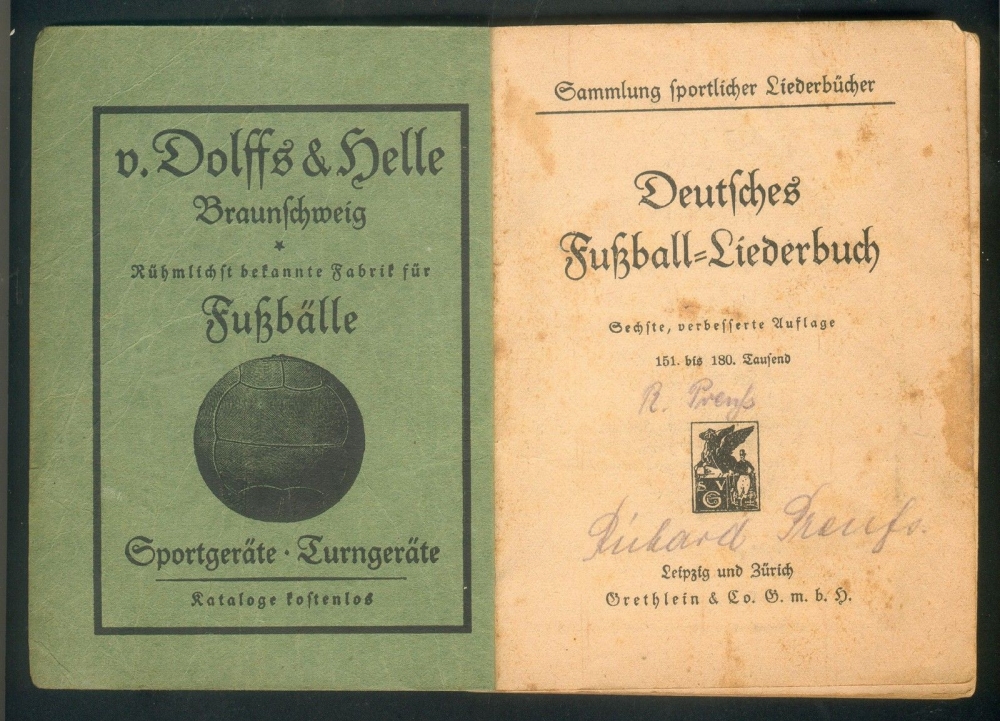 v. Dolffs & Helle
Braunschweig
*
Rühmlichst bekannte Fabrik für
Fußbälle
Sportgeräte · Turngeräte
Kataloge kostenlos
Sammlung sportlicher Liederbücher
Deutsches
Fußball=Liederbuch
Sechste, verbesserte Auflage
151. bis 180. Tausend
R. Preuß
S V
G
Richard Preuß.
Leipzig und Zürich
Grethlein & Co. G. m. b. H.